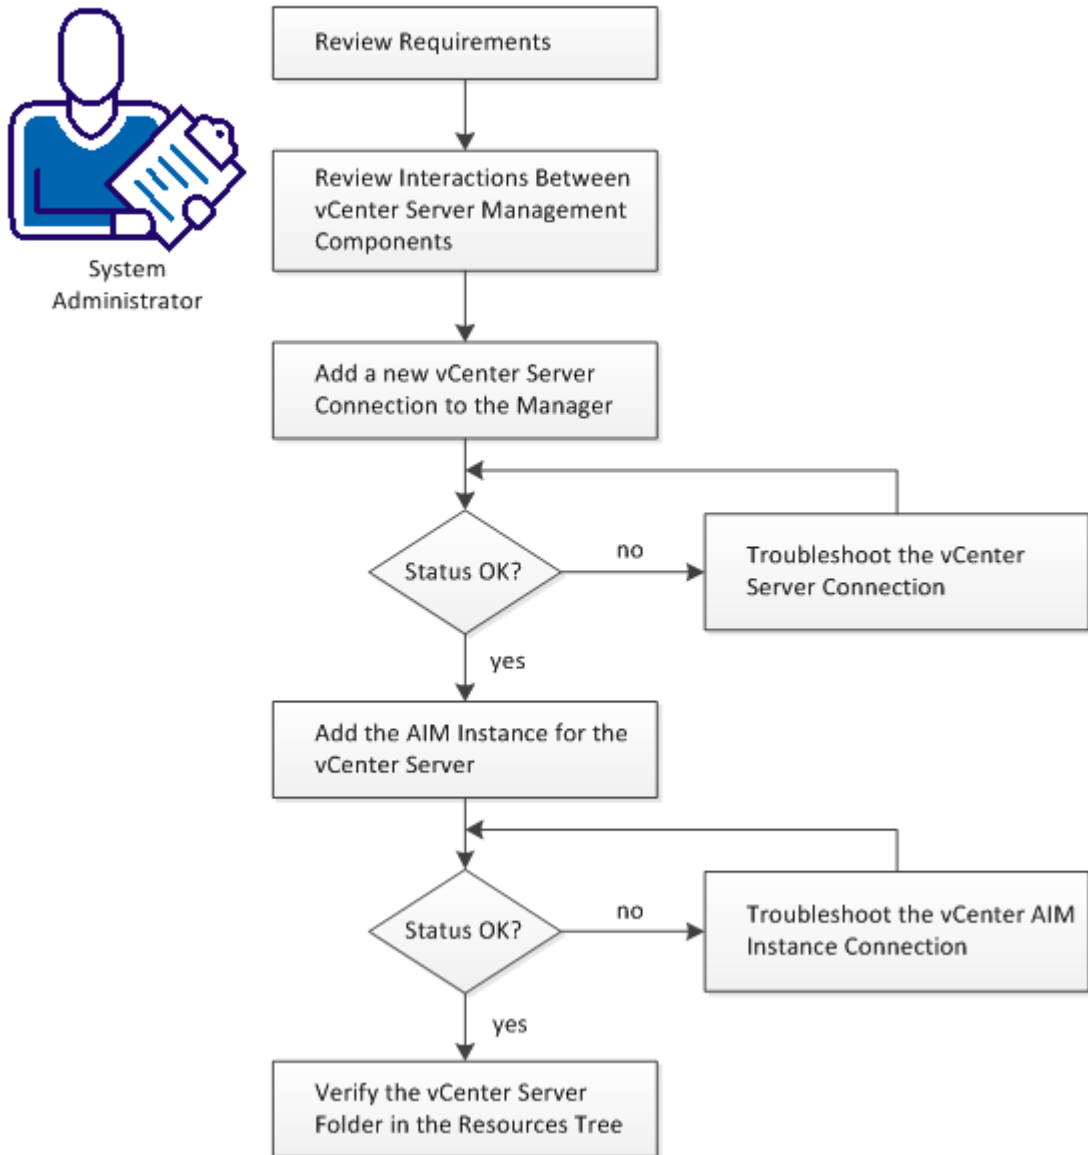 Review Requirements
System
Administrator
Review Interactions Between
vCenter Server Management
Components
Add a new vCenter Server
Connection to the Manager
Status OK?
no
Troubleshoot the vCenter
Server Connection
yes
Add the AIM Instance for the
vCenter Server
Status OK?
no
Troubleshoot the vCenter AIM
Instance Connection
yes
Verify the vCenter Server
Folder in the Resources Tree